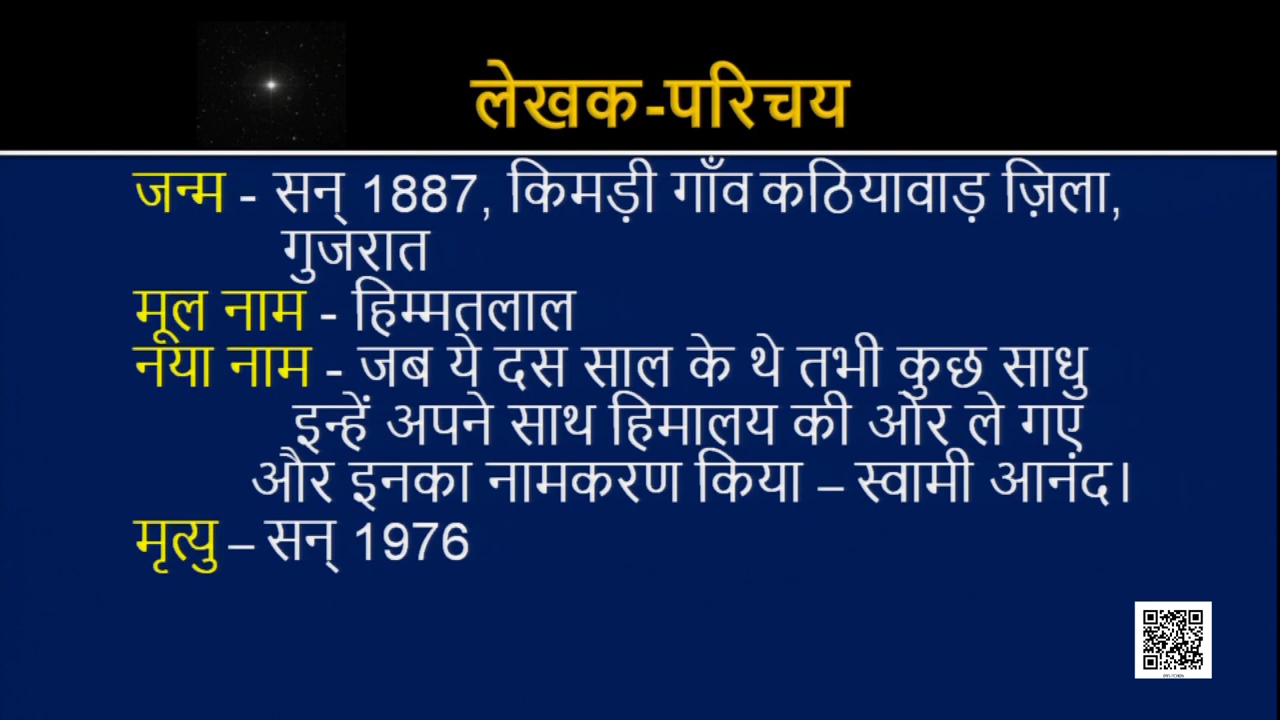 लेखक-परिचय
जन्म - सन् 1887, किमड़ी गाँव कठियावाड़ ज़िला,
गुजरात
मूल नाम - हिम्मतलाल
नया नाम - जब ये दस साल के थे तभी कुछ साधु
इन्हें अपने साथ हिमालय की ओर ले गए
और इनका नामकरण किया – स्वामी आनंद।
मृत्यु – सन् 1976